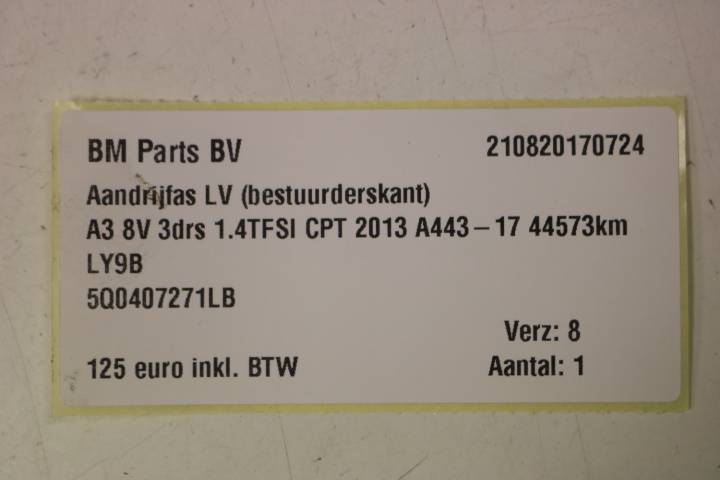 BM Parts BV 210820170724
Aandrijfas LV (bestuurderskant)
A3 8V 3drs 1.4TFSI CPT 2013 A443-17 44573km
LY9B
5Q0407271LB
Verz: 8
125 euro inkl. BTW Aantal: 1